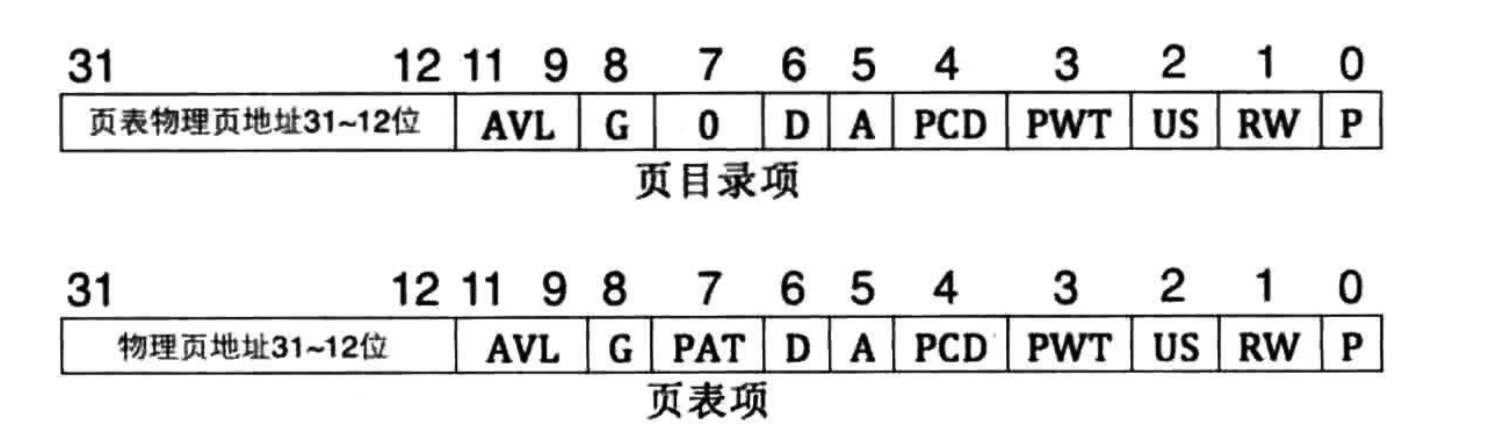 31 12 11 9 8 7 6 5 4 3 2 1 0
页表物理页地址31~12位 AVL G 0 D A PCD PWT US RW P
页目录项
31 12 11 9 8 7 6 5 4 3 2 1 0
物理页地址31~12位 AVL G PAT D A PCD PWT US RW P
页表项